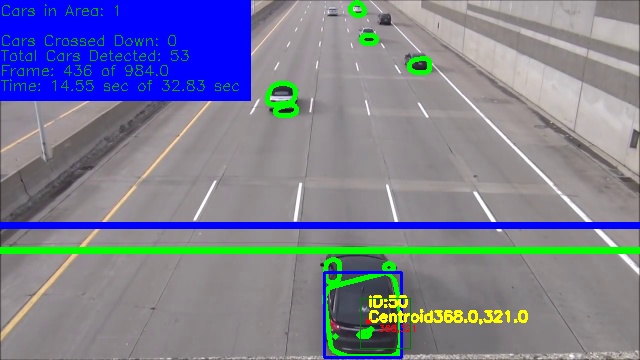 Cars in Area: 1
Cars Crossed Down: 0
Total Cars Detected: 53
Frame: 436 of 984.0
Time: 14.55 sec of 32.83 sec
ID:50
Centroid368.0,321.0